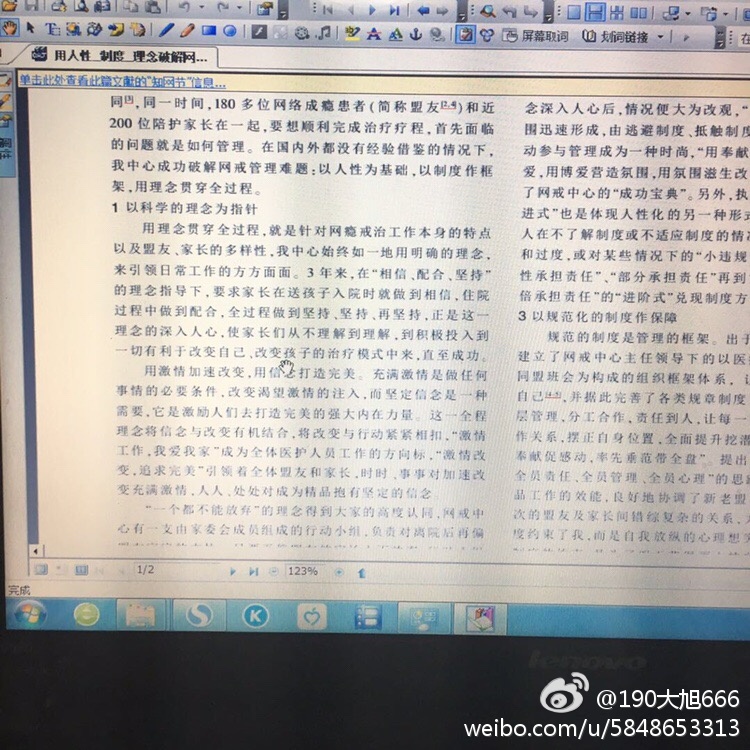 屏幕取词
划词链接
用人性_制度_理念破解网...
单击此处查看此篇文献的"知网节"信息...
同[3],同一时间,180 多位网络成瘾患者(简称盟友[2,4])和近
200 位陪护家长在一起,要想顺利完成治疗疗程,首先面临
的问题就是如何管理。在国内外都没有经验借鉴的情况下,
我中心成功破解网戒管理难题:以人性为基础,以制度作框
架,用理念贯穿全过程。
1 以科学的理念为指针
用理念贯穿全过程,就是针对网瘾戒治工作本身的特点
以及盟友、家长的多样性,我中心始终如一地用明确的理念,
来引领日常工作的方方面面。3 年来,在“相信、配合、坚持”
的理念指导下,要求家长在送孩子入院时就做到相信,住院
过程中做到配合,全过程做到坚持、坚持、再坚持,正是这一
理念的深入人心,使家长们从不理解到理解,到积极投入到
一切有利于改变自己,改变孩子的治疗模式中来,直至成功。
用激情加速改变,用信念打造完美。充满激情是做任何
事情的必要条件,改变渴望激情的注入,而坚定信念是一种
需要,它是激励人们去打造完美的强大内在力量。这一全程
理念将信念与改变有机结合,将改变与行动紧紧相扣,“激情
工作,我爱我家”成为全体医护人员工作的方向标,“激情改
变,追求完美”引领着全体盟友和家长,时时、事事对加速改
变充满激情,人人、处处对成为精品抱有坚定的信念。
“一个都不能放弃”的理念得到大家的高度认同,网戒中
心有一支由家委会成员组成的行动小组,负责对离院后再偏
念深入人心后,情况便大为改观,“
围迅速形成,由逃避制度、抵触制度
动参与管理成为一种时尚,“用奉献
爱,用博爱营造氛围,用氛围滋生改
了网戒中心的“成功宝典”。另外,执
进式”也是体现人性化的另一种形式
人在不了解制度或不适应制度的情况
和过度,或对某些情况下的“小违规
性承担责任”、“部分承担责任”再到
倍承担责任”的“进阶式”兑现制度方
3 以规范化的制度作保障
规范的制度是管理的框架。出于
建立了网戒中心主任领导下的以医
同盟班会为构成的组织框架体系,
自己[4-5],并据此完善了各类规章制度
层管理,分工合作,责任到人,让每一
作关系,摆正自身位置,全面提升挖潜
奉献促感动,率先垂范带全盘”,提出
全员责任、全员管理、全员心理”的思
品工作的效能,良好地协调了新老盟
次的盟友及家长间错综复杂的关系,
度约束了我,而是自我放纵的心理想
1/2
123%
完成
lenovo
@190大旭666
weibo.com/u/5848653313